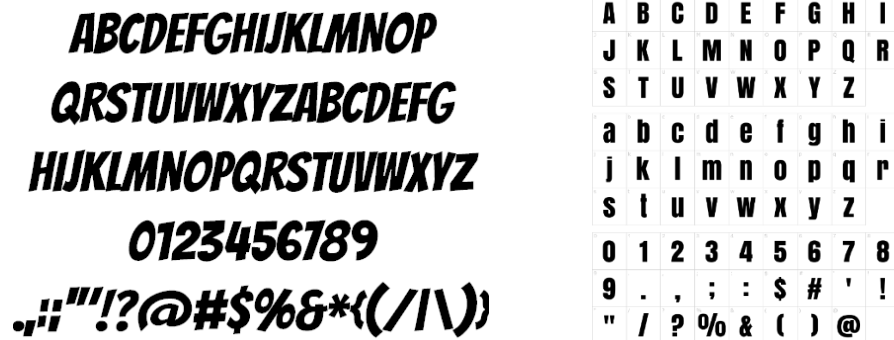 ABCDEFGHIJKLMNOP
QRSTUVWXYZABCDEFG
HIJKLMNOPQRSTUVWXYZ
0123456789
.,;:"'!?@#$%&*{(/|\)}
A B C D E F G H I
J K L M N O P Q R
S T U V W X Y Z
a b c d e f g h i
j k l m n o p q r
s t u v w x y z
0 1 2 3 4 5 6 7 8
9 . , ; : $ # ' !
" / ? % & ( ) @